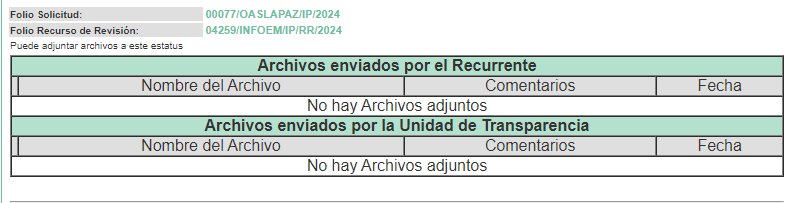 Folio Solicitud: 00077/OASLAPAZ/IP/2024
Folio Recurso de Revisión: 04259/INFOEM/IP/RR/2024
Puede adjuntar archivos a este estatus
Archivos enviados por el Recurrente
Nombre del Archivo Comentarios Fecha
No hay Archivos adjuntos
Archivos enviados por la Unidad de Transparencia
Nombre del Archivo Comentarios Fecha
No hay Archivos adjuntos